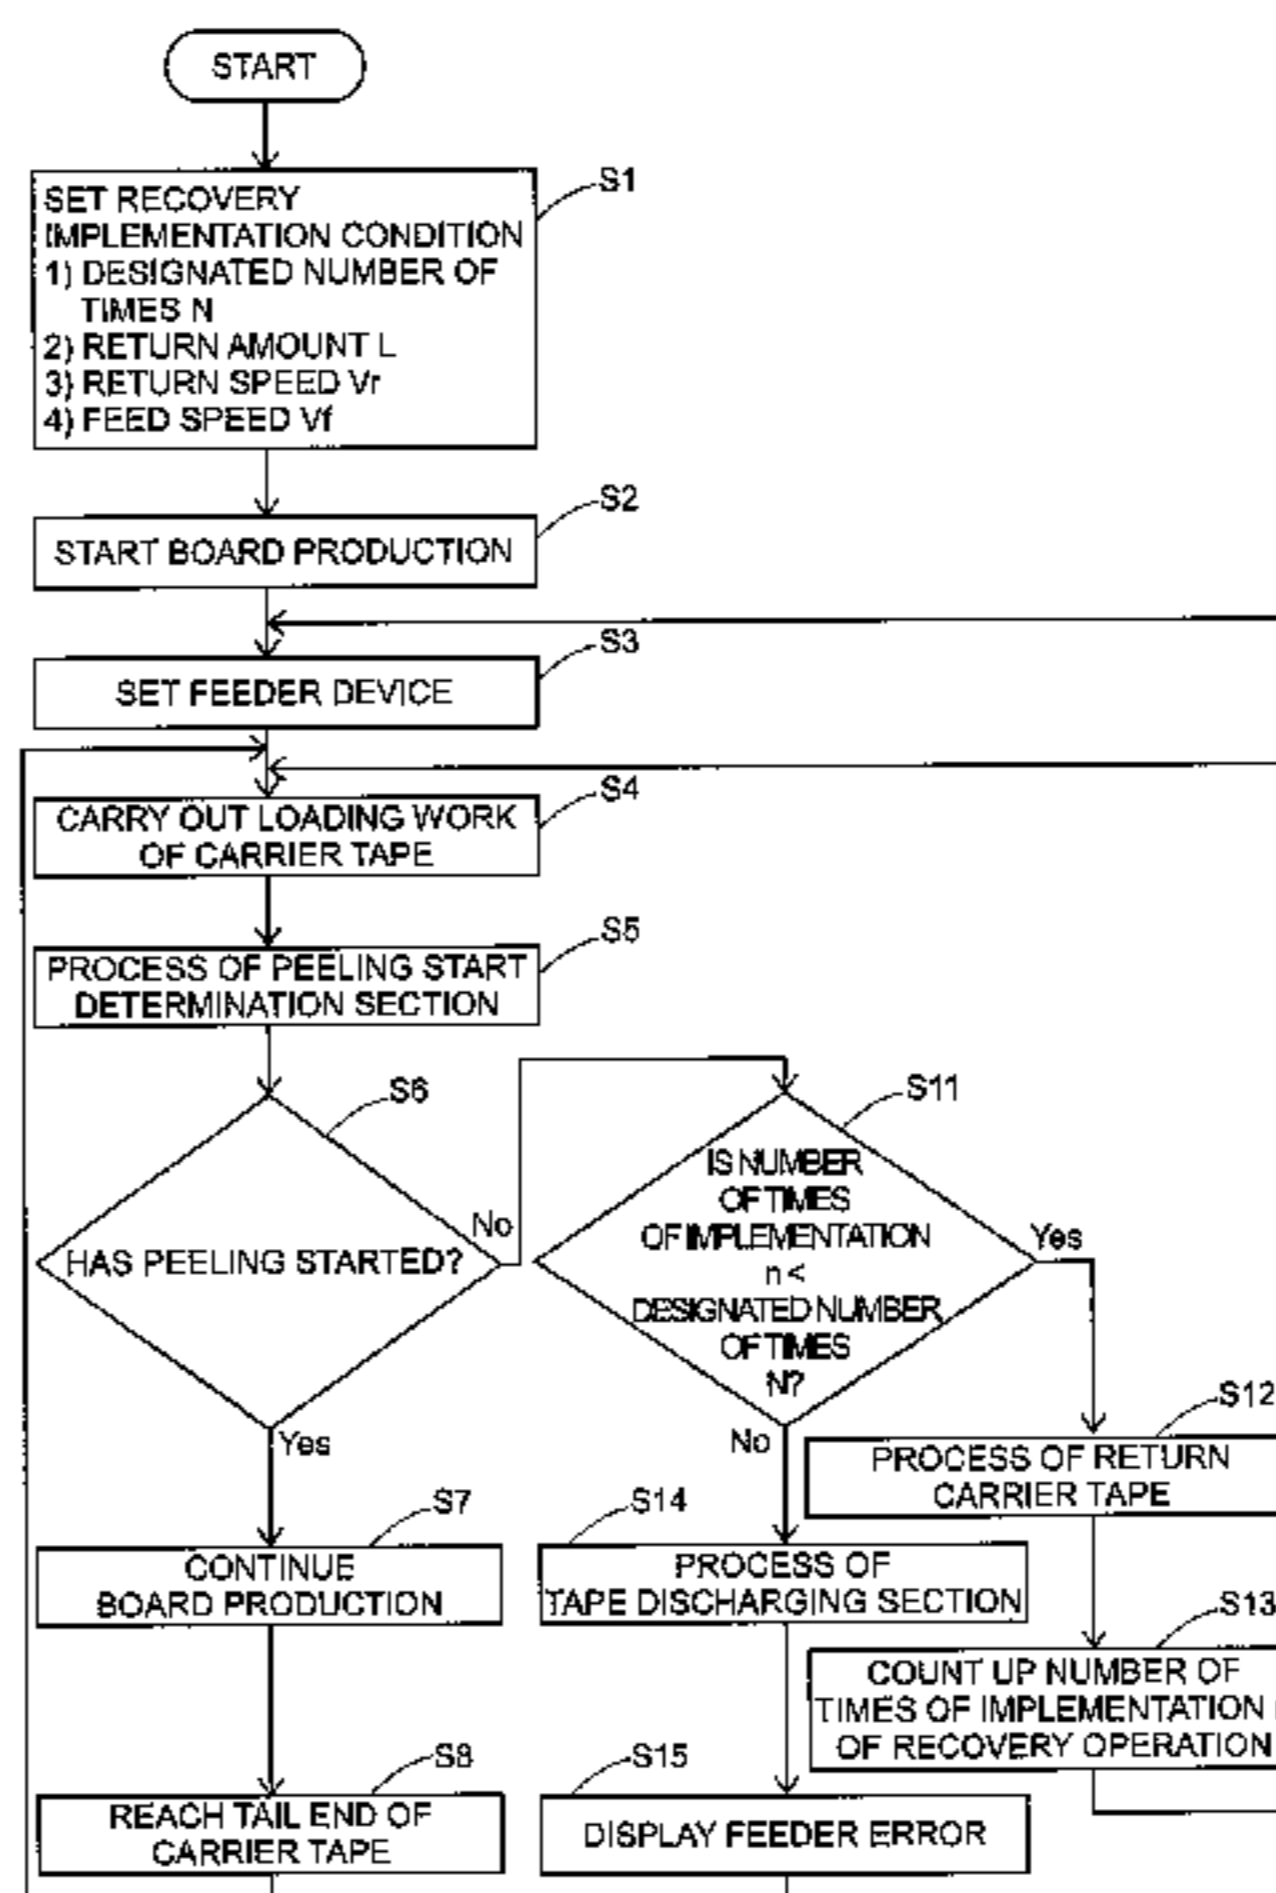 START
S1
SET RECOVERY
IMPLEMENTATION CONDITION
1) DESIGNATED NUMBER OF
TIMES N
2) RETURN AMOUNT L
3) RETURN SPEED Vr
4) FEED SPEED Vf
S2
START BOARD PRODUCTION
S3
SET FEEDER DEVICE
S4
CARRY OUT LOADING WORK
OF CARRIER TAPE
S5
PROCESS OF PEELING START
DETERMINATION SECTION
S6
HAS PEELING STARTED?
No
Yes
S11
IS NUMBER
OF TIMES
OF IMPLEMENTATION
n <
DESIGNATED NUMBER
OF TIMES
N?
Yes
No
S12
PROCESS OF RETURN
CARRIER TAPE
S7
CONTINUE
BOARD PRODUCTION
S14
PROCESS OF
TAPE DISCHARGING SECTION
S13
COUNT UP NUMBER OF
TIMES OF IMPLEMENTATION
OF RECOVERY OPERATION
S8
REACH TAIL END OF
CARRIER TAPE
S15
DISPLAY FEEDER ERROR